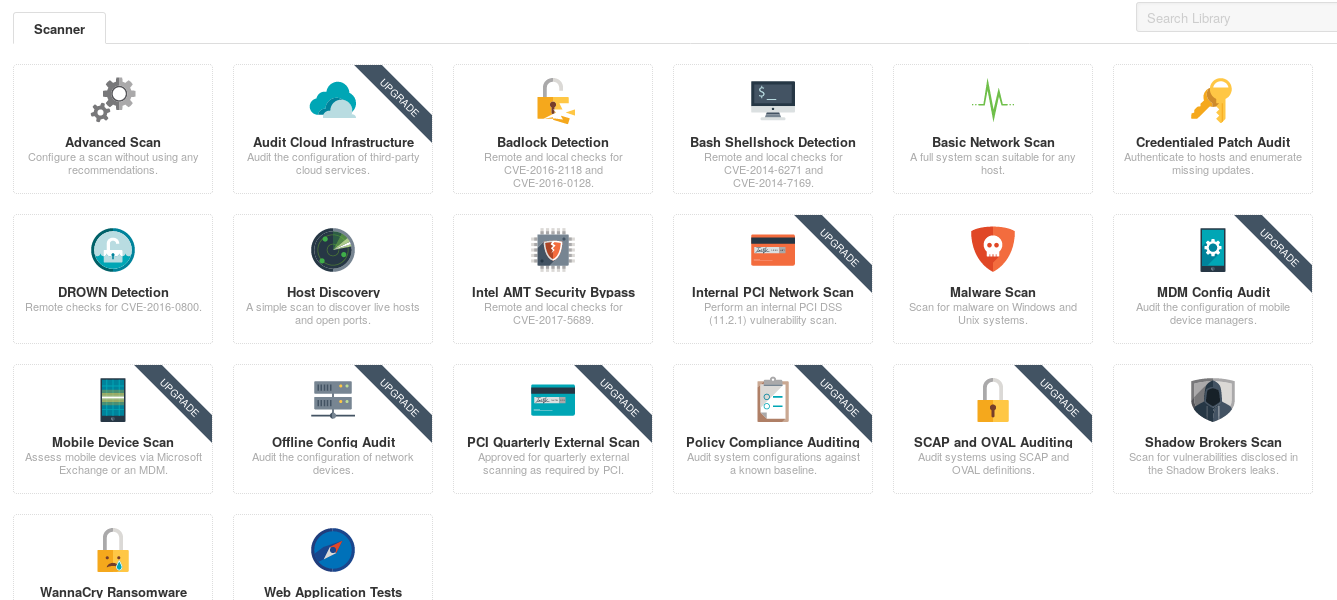 Scanner
Search Library
UPGRADE
$_
Advanced Scan
Configure a scan without using any
recommendations.
Audit Cloud Infrastructure
Audit the configuration of third-party
cloud services.
Badlock Detection
Remote and local checks for
CVE-2016-2118 and
CVE-2016-0128.
Bash Shellshock Detection
Remote and local checks for
CVE-2014-6271 and
CVE-2014-7169.
Basic Network Scan
A full system scan suitable for any
host.
Credentialed Patch Audit
Authenticate to hosts and enumerate
missing updates.
UPGRADE
UPGRADE
DROWN Detection
Remote checks for CVE-2016-0800.
Host Discovery
A simple scan to discover live hosts
and open ports.
Intel AMT Security Bypass
Remote and local checks for
CVE-2017-5689.
Internal PCI Network Scan
Perform an internal PCI DSS
(11.2.1) vulnerability scan.
Malware Scan
Scan for malware on Windows and
Unix systems.
MDM Config Audit
Audit the configuration of mobile
device managers.
UPGRADE
UPGRADE
UPGRADE
UPGRADE
UPGRADE
Mobile Device Scan
Assess mobile devices via Microsoft
Exchange or an MDM.
Offline Config Audit
Audit the configuration of network
devices.
PCI Quarterly External Scan
Approved for quarterly external
scanning as required by PCI.
Policy Compliance Auditing
Audit system configurations against
a known baseline.
SCAP and OVAL Auditing
Audit systems using SCAP and
OVAL definitions.
Shadow Brokers Scan
Scan for vulnerabilities disclosed in
the Shadow Brokers leaks.
WannaCry Ransomware
Web Application Tests